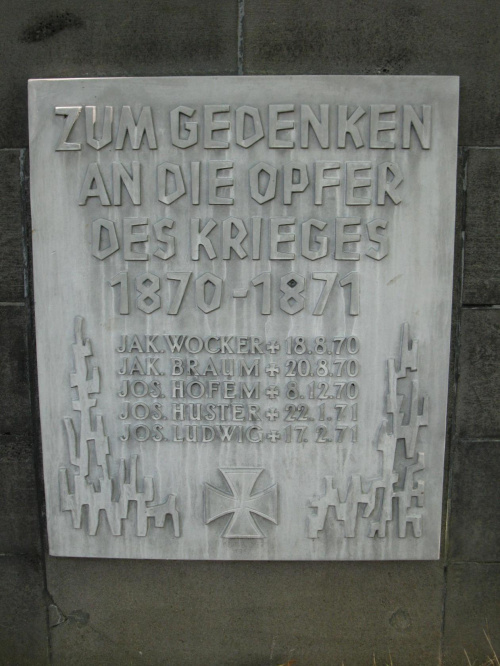 ZUM GEDENKEN
AN DIE OPFER
DES KRIEGES
1870-1871
JAK. WOCKER ✠ 18.8.70
JAK. BRAUM ✠ 20.8.70
JOS. HOFEM ✠ 8.12.70
JOS. HUSTER ✠ 22.1.71
JOS. LUDWIG ✠ 17.2.71